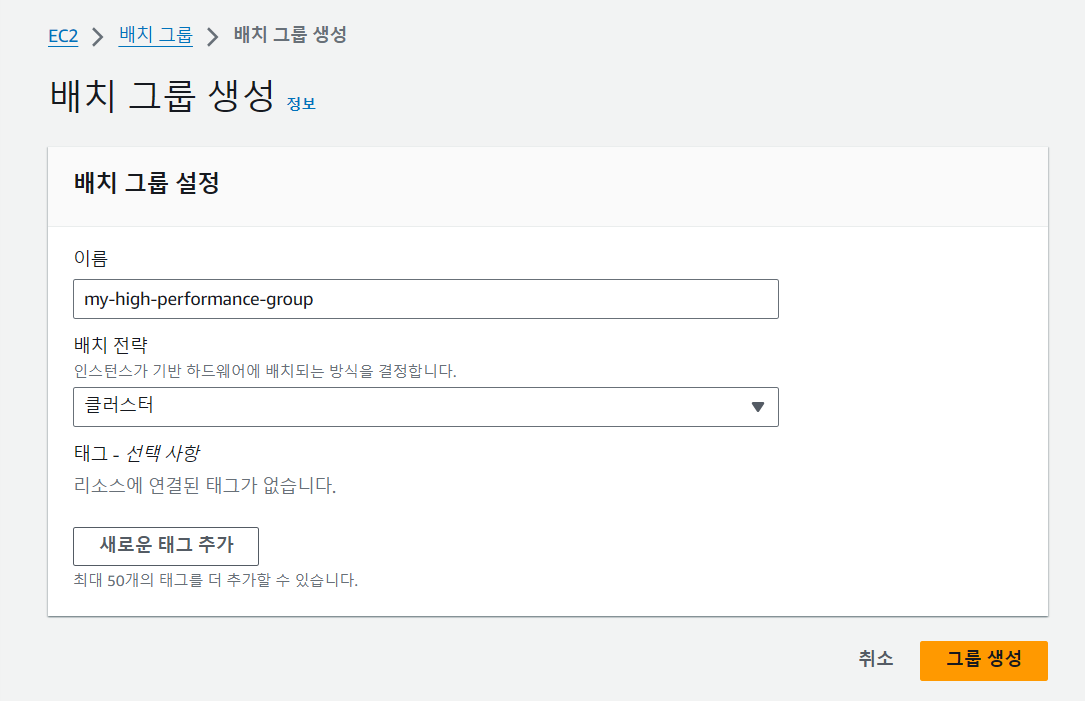 EC2 > 배치 그룹 > 배치 그룹 생성
배치 그룹 생성 정보
배치 그룹 설정
이름
my-high-performance-group
배치 전략
인스턴스가 기반 하드웨어에 배치되는 방식을 결정합니다.
클러스터
태그 - 선택 사항
리소스에 연결된 태그가 없습니다.
새로운 태그 추가
최대 50개의 태그를 더 추가할 수 있습니다.
취소 그룹 생성